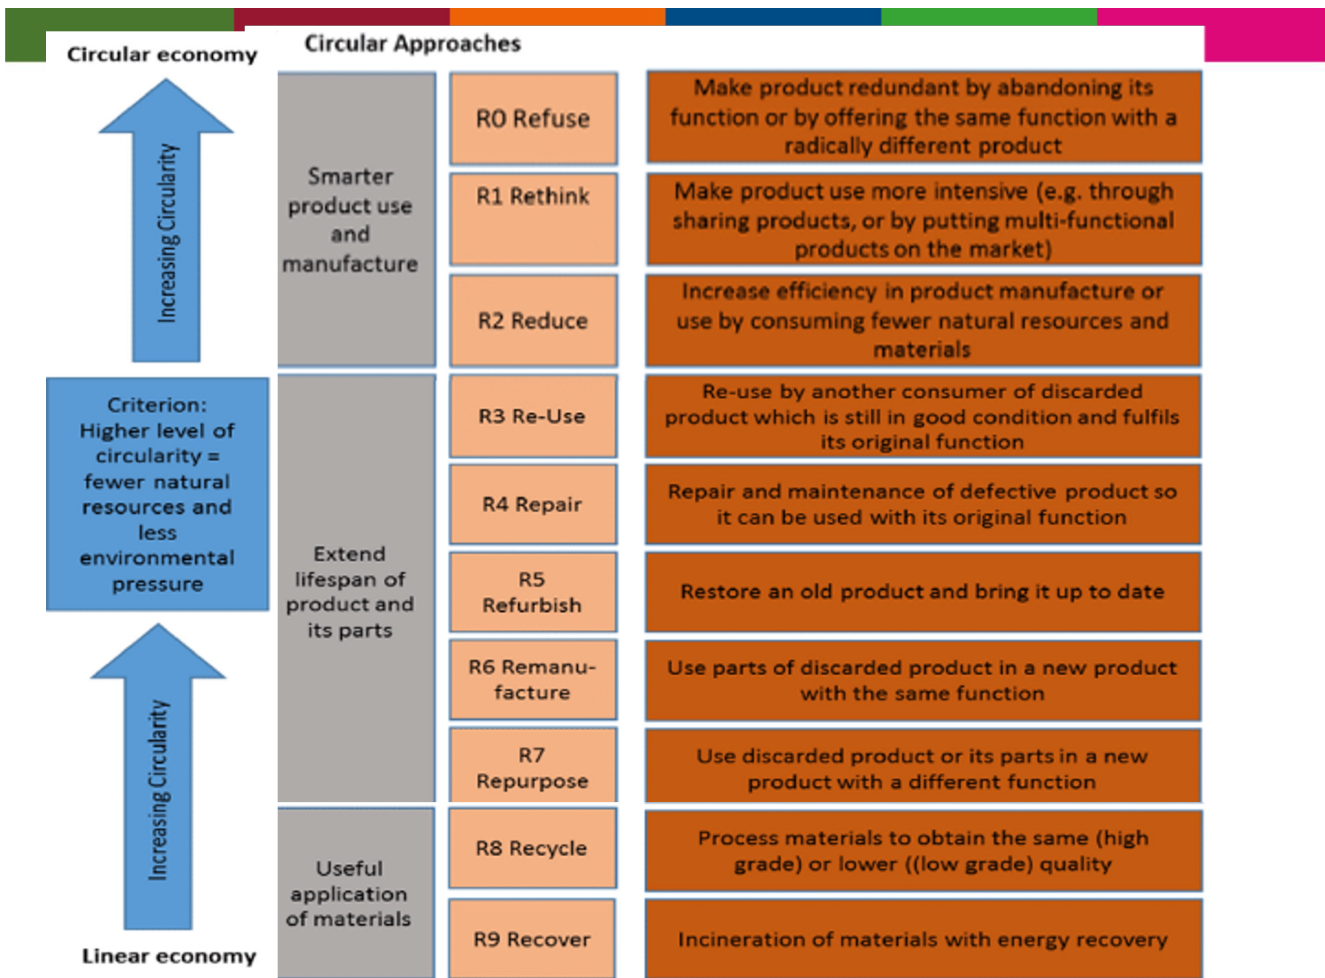 Circular economy
Circular Approaches
Increasing Circularity
Smarter
product use
and
manufacture
R0 Refuse
Make product redundant by abandoning its
function or by offering the same function with a
radically different product
R1 Rethink
Make product use more intensive (e.g. through
sharing products, or by putting multi-functional
products on the market)
R2 Reduce
Increase efficiency in product manufacture or
use by consuming fewer natural resources and
materials
Criterion:
Higher level of
circularity =
fewer natural
resources and
less
environmental
pressure
Extend
lifespan of
product and
its parts
R3 Re-Use
Re-use by another consumer of discarded
product which is still in good condition and fulfils
its original function
R4 Repair
Repair and maintenance of defective product so
it can be used with its original function
R5
Refurbish
Restore an old product and bring it up to date
R6 Remanu-
facture
Use parts of discarded product in a new product
with the same function
R7
Repurpose
Use discarded product or its parts in a new
product with a different function
Increasing Circularity
Useful
application
of materials
R8 Recycle
Process materials to obtain the same (high
grade) or lower ((low grade) quality
R9 Recover
Incineration of materials with energy recovery
Linear economy